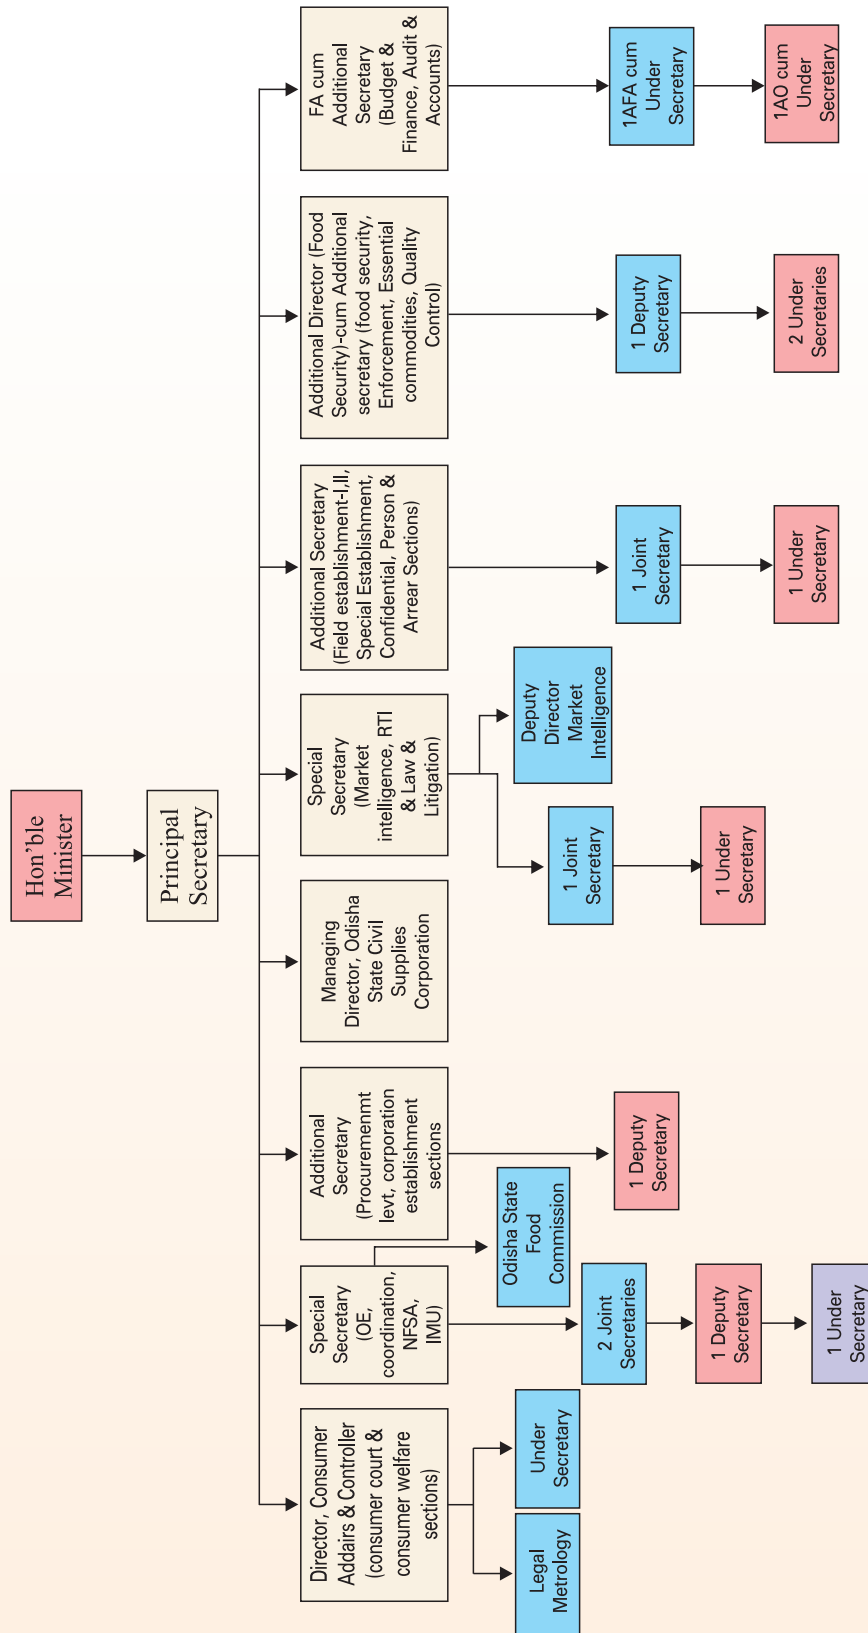 Hon'ble
Minister
Principal
Secretary
Director, Consumer
Addairs & Controller
(consumer court &
consumer welfare
sections)
Special
Secretary
(OE,
coordination,
NFSA,
IMU)
Additional
Secretary
(Procuremenmt
levt, corporation
establishment
sections
Managing
Director, Odisha
State Civil
Supplies
Corporation
Special
Secretary
(Market
intelligence, RTI
& Law &
Litigation)
Additional Secretary
(Field establishment-I,II,
Special Establishment,
Confidential, Person &
Arrear Sections)
Additional Director (Food
Security)-cum Additional
secretary (food security,
Enforcement, Essential
commodities, Quality
Control)
FA cum
Additional
Secretary
(Budget &
Finance, Audit &
Accounts)
Legal
Metrology
Under
Secretary
Odisha State
Food
Commission
2 Joint
Secretaries
1 Deputy
Secretary
1 Under
Secretary
1 Deputy
Secretary
1 Joint
Secretary
1 Under
Secretary
Deputy
Director
Market
Intelligence
1 Joint
Secretary
1 Under
Secretary
1 Deputy
Secretary
2 Under
Secretaries
1AFA cum
Under
Secretary
1AO cum
Under
Secretary